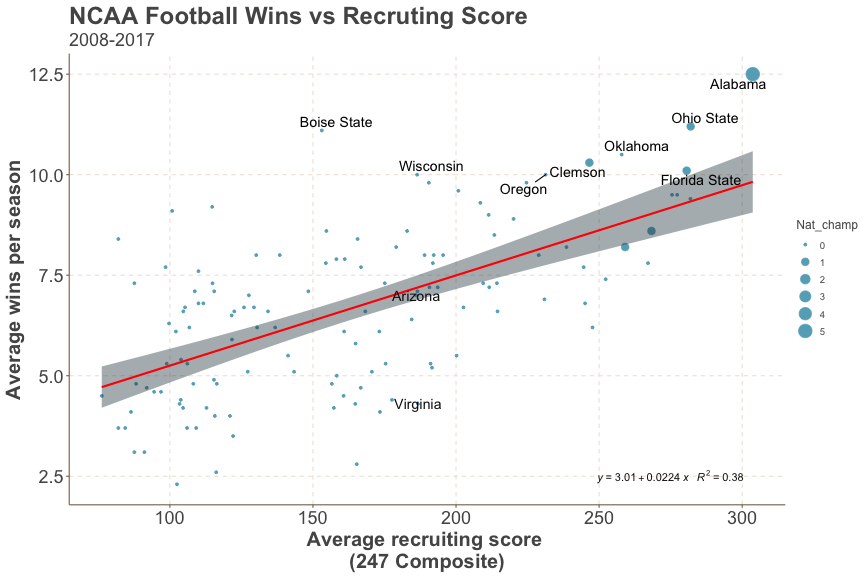 NCAA Football Wins vs Recruting Score
2008-2017
12.5
Alabama
Boise State
Ohio State
Oklahoma
Wisconsin
Clemson
10.0
Oregon
Florida State
Nat_champ
0
1
2
3
4
5
7.5
Arizona
5.0
Virginia
2.5
y = 3.01 + 0.0224 x R² = 0.38
100
150
200
250
300
Average wins per season
Average recruiting score
(247 Composite)